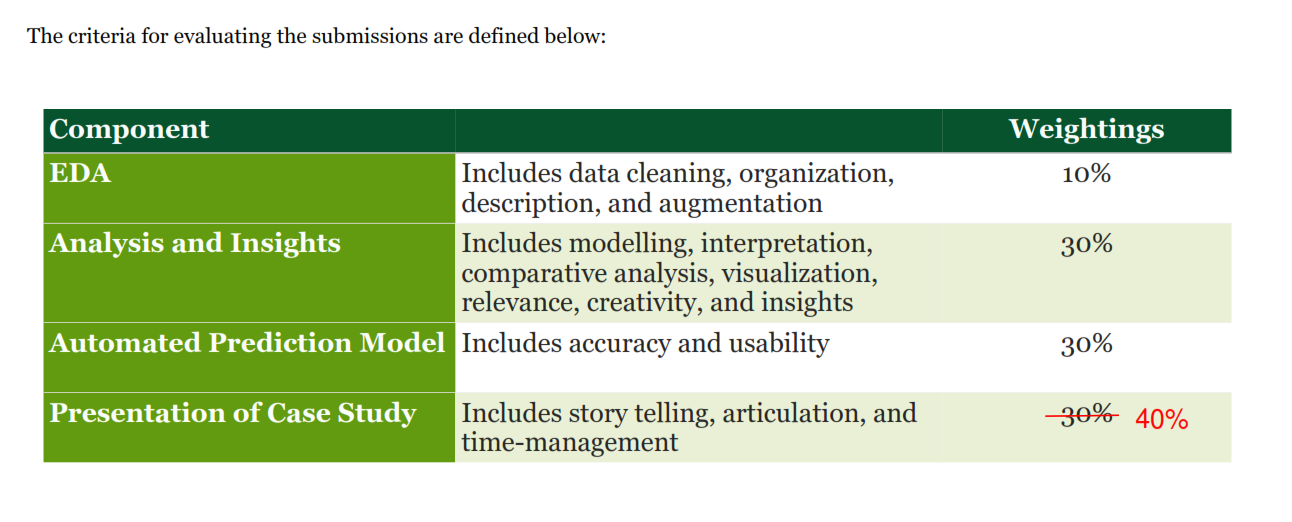 The criteria for evaluating the submissions are defined below:
Component Weightings
EDA Includes data cleaning, organization, 10%
description, and augmentation
Analysis and Insights Includes modelling, interpretation, 30%
comparative analysis, visualization,
relevance, creativity, and insights
Automated Prediction Model Includes accuracy and usability 30%
Presentation of Case Study Includes story telling, articulation, and 30% 40%
time-management